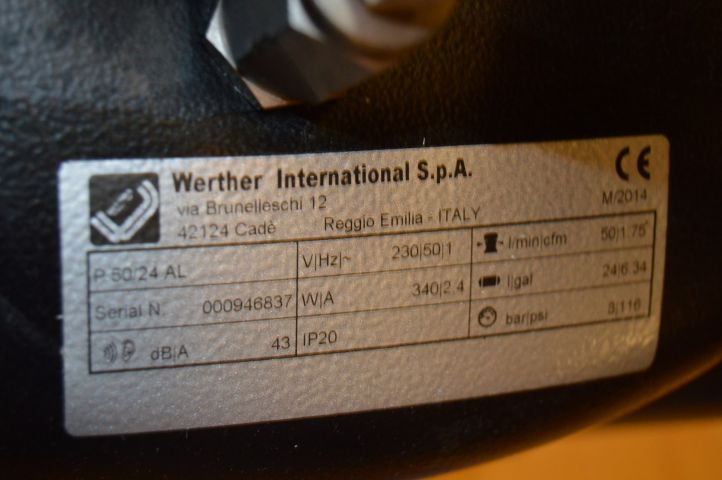 Werther International S.p.A.
via Brunelleschi 12
42124 Cadè Reggio Emilia - ITALY
CE
M/2014
P 50/24 AL
V|Hz|~ 230|50|1
l/min|cfm 50|1.75
Serial N. 000946837
W|A 340|2.4
l|gal 24|6.34
dB|A 43
IP20
bar|psi 8|116